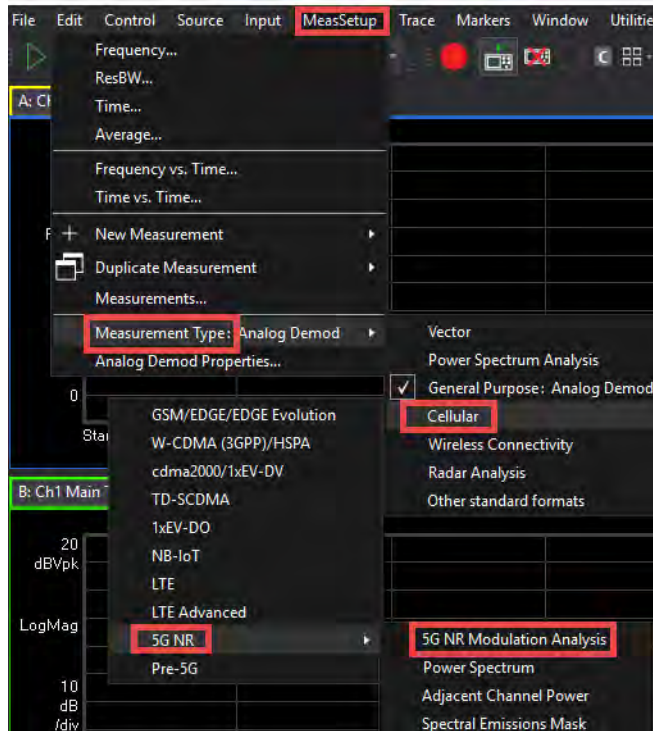 File Edit Control Source Input MeasSetup Trace Markers Window Utilitie
Frequency...
C
ResBW...
A: Ch
Time...
Average...
Frequency vs. Time...
Time vs. Time...
New Measurement
Duplicate Measurement
Measurements...
Measurement Type: Analog Demod
Analog Demod Properties...
Vector
Power Spectrum Analysis
General Purpose: Analog Demod
Cellular
Wireless Connectivity
Radar Analysis
Other standard formats
0
Star
GSM/EDGE/EDGE Evolution
W-CDMA (3GPP)/HSPA
cdma2000/1xEV-DV
TD-SCDMA
1xEV-DO
NB-IoT
LTE
LTE Advanced
5G NR
Pre-5G
B: Ch1 Main T
20
dBVpk
LogMag
10
dB
/div
5G NR Modulation Analysis
Power Spectrum
Adjacent Channel Power
Spectral Emissions Mask